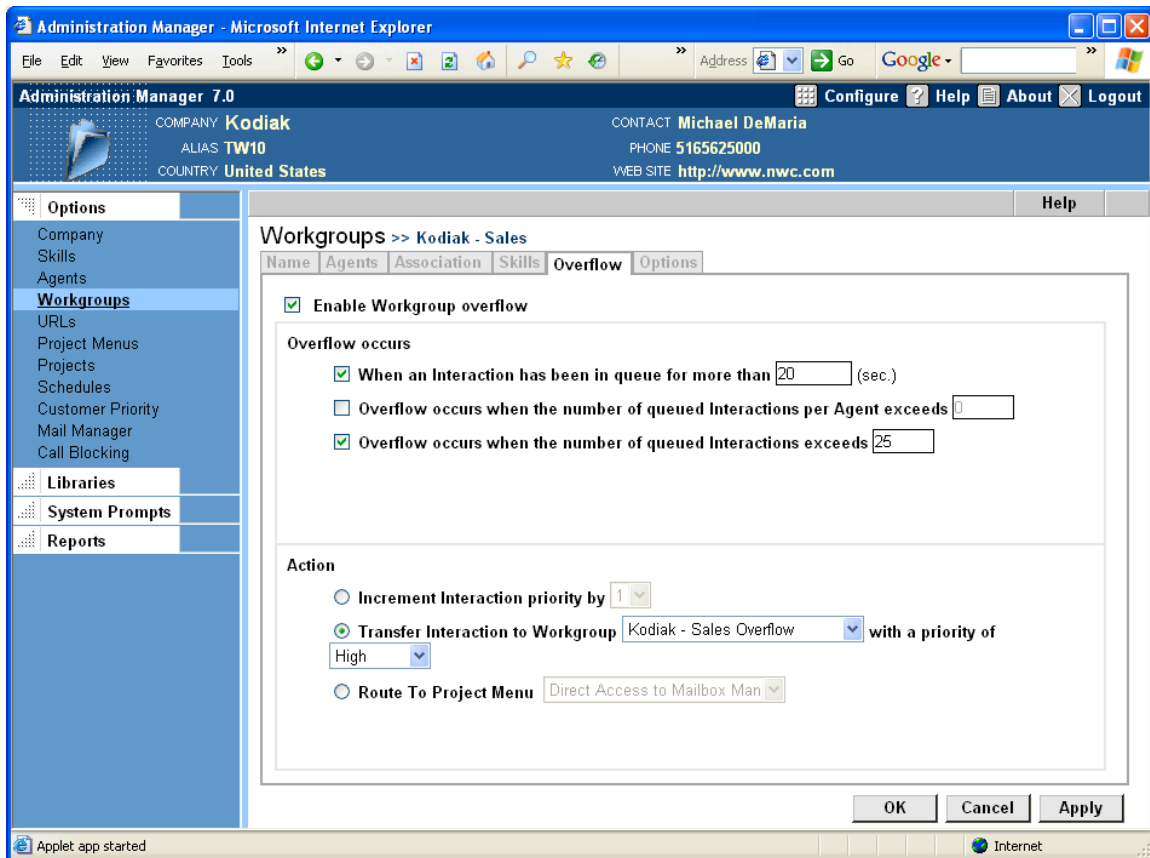 Administration Manager - Microsoft Internet Explorer
File Edit View Favorites Tools » » Address Go Google »
Administration Manager 7.0 Configure ? Help About Logout
COMPANY Kodiak CONTACT Michael DeMaria
ALIAS TW10 PHONE 5165625000
COUNTRY United States WEB SITE http://www.nwc.com
Options
Company
Skills
Agents
Workgroups
URLs
Project Menus
Projects
Schedules
Customer Priority
Mail Manager
Call Blocking
Libraries
System Prompts
Reports
Help
Workgroups >> Kodiak - Sales
Name Agents Association Skills Overflow Options
Enable Workgroup overflow
Overflow occurs
When an Interaction has been in queue for more than 20 (sec.)
Overflow occurs when the number of queued Interactions per Agent exceeds 0
Overflow occurs when the number of queued Interactions exceeds 25
Action
Increment Interaction priority by 1
Transfer Interaction to Workgroup Kodiak - Sales Overflow with a priority of
High
Route To Project Menu Direct Access to Mailbox Man
OK Cancel Apply
Applet app started Internet